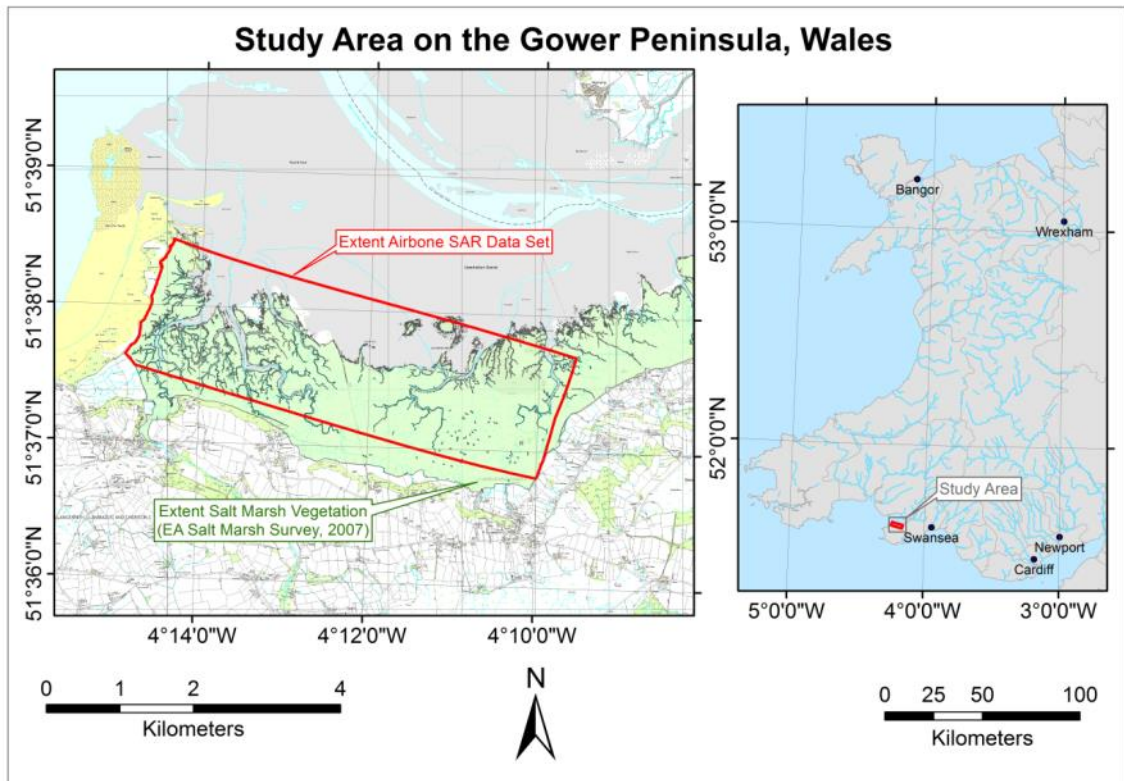 Study Area on the Gower Peninsula, Wales
51°39'0"N
51°38'0"N
51°37'0"N
51°36'0"N
4°14'0"W
4°12'0"W
4°10'0"W
Extent Airbone SAR Data Set
Extent Salt Marsh Vegetation
(EA Salt Marsh Survey, 2007)
53°0'0"N
52°0'0"N
5°0'0"W
4°0'0"W
3°0'0"W
Bangor
Wrexham
Study Area
Swansea
Newport
Cardiff
0 1 2 4
Kilometers
N
0 25 50 100
Kilometers